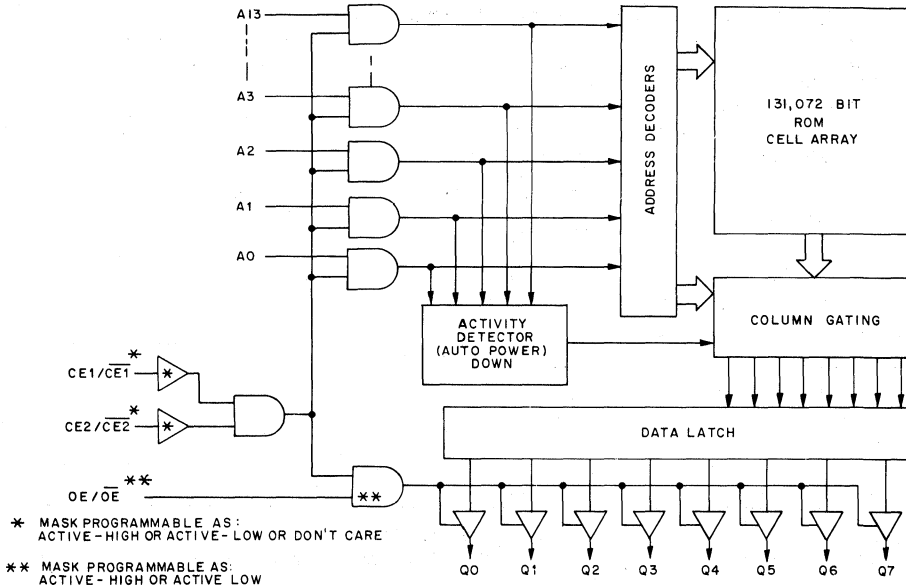 A13
A3
A2
A1
A0
ADDRESS DECODERS
131,072 BIT
ROM
CELL ARRAY
ACTIVITY
DETECTOR
(AUTO POWER)
DOWN
COLUMN GATING
CE1/CE1*
*
CE2/CE2*
*
DATA LATCH
OE/OE**
**
* MASK PROGRAMMABLE AS:
ACTIVE-HIGH OR ACTIVE-LOW OR DON'T CARE
** MASK PROGRAMMABLE AS:
ACTIVE-HIGH OR ACTIVE LOW
Q0 Q1 Q2 Q3 Q4 Q5 Q6 Q7